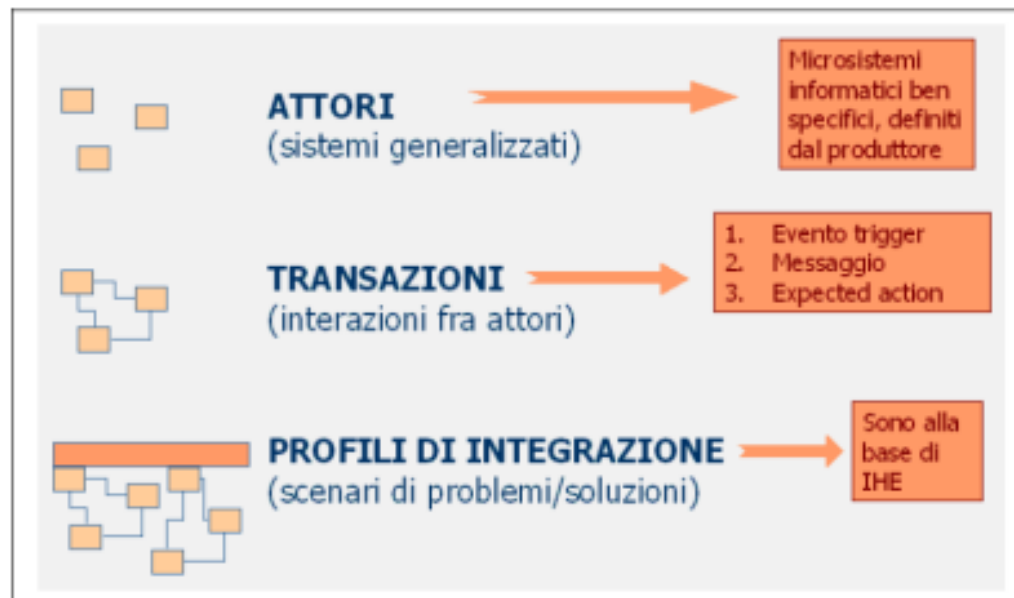 ATTORI
(sistemi generalizzati)
Microsistemi
informatici ben
specifici, definiti
dal produttore
TRANSAZIONI
(interazioni fra attori)
1. Evento trigger
2. Messaggio
3. Expected action
PROFILI DI INTEGRAZIONE
(scenari di problemi/soluzioni)
Sono alla
base di
IHE